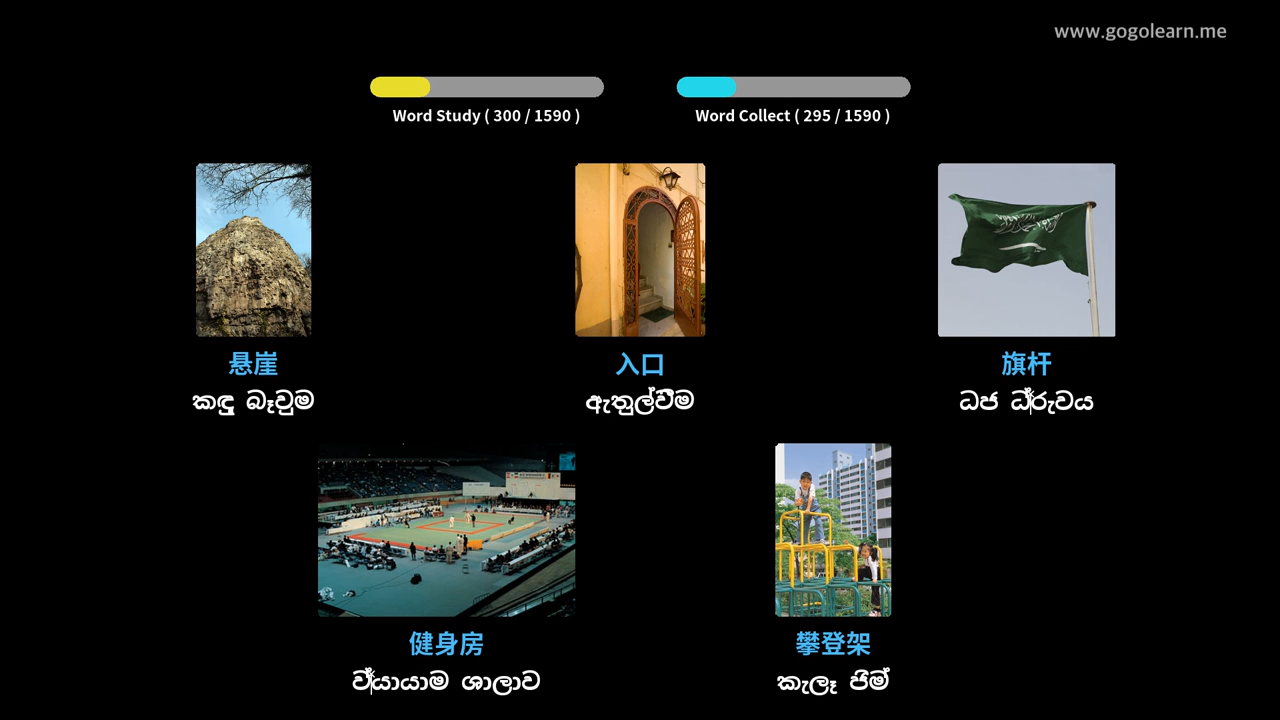 www.gogolearn.me
Word Study ( 300 / 1590 )
Word Collect ( 295 / 1590 )
悬崖
කඳු බෑවුම
入口
ඇතුල්වීම
旗杆
ධජ ධ්‍රුවය
健身房
ව්‍යායාම ශාලාව
攀登架
කැලෑ ජිම්